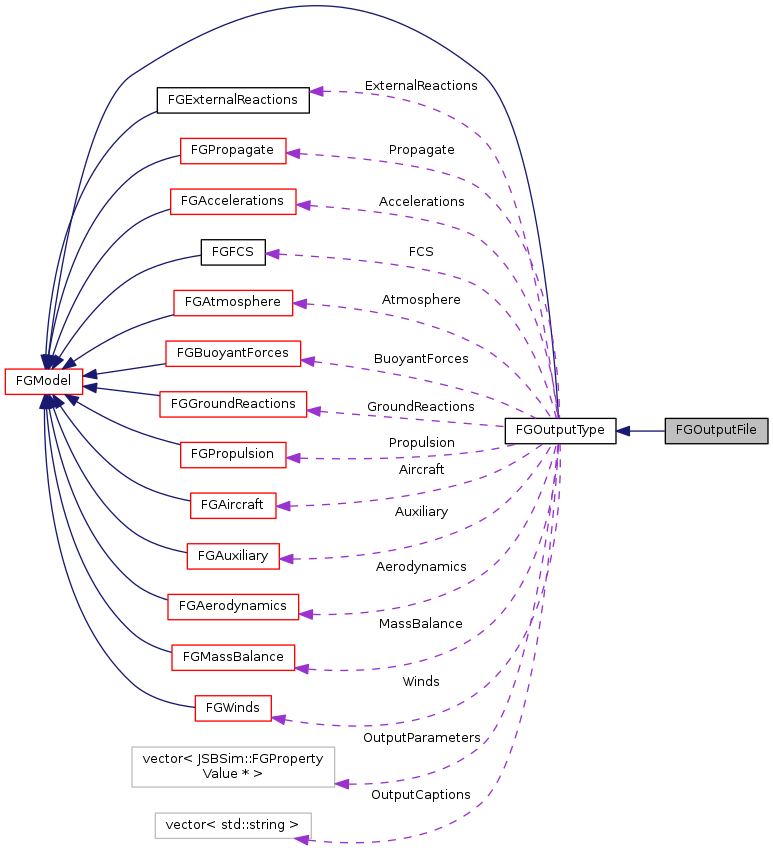 ExternalReactions
FGExternalReactions
Propagate
FGPropagate
Accelerations
FGAccelerations
FCS
FGFCS
Atmosphere
FGAtmosphere
BuoyantForces
FGBuoyantForces
FGModel
GroundReactions
FGGroundReactions
FGOutputType
FGOutputFile
Propulsion
FGPropulsion
Aircraft
FGAircraft
Auxiliary
FGAuxiliary
Aerodynamics
FGAerodynamics
MassBalance
FGMassBalance
Winds
FGWinds
OutputParameters
vector< JSBSim::FGProperty
Value * >
OutputCaptions
vector< std::string >